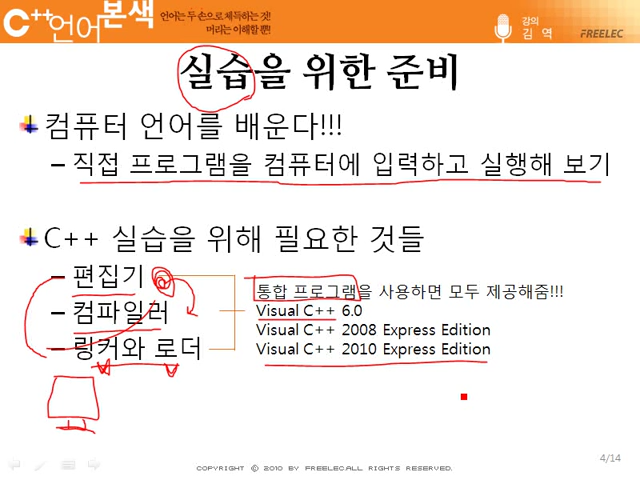 C++언어본색
언어는 두 손으로 체득하는 것!
머리는 이해할 뿐!!
강의
김 역
FREELEC
실습을 위한 준비
컴퓨터 언어를 배운다!!!
– 직접 프로그램을 컴퓨터에 입력하고 실행해 보기
C++ 실습을 위해 필요한 것들
– 편집기
– 컴파일러
– 링커와 로더
통합 프로그램을 사용하면 모두 제공해줌!!!
Visual C++ 6.0
Visual C++ 2008 Express Edition
Visual C++ 2010 Express Edition
4/14
COPYRIGHT © 2010 BY FREELEC.ALL RIGHTS RESERVED.